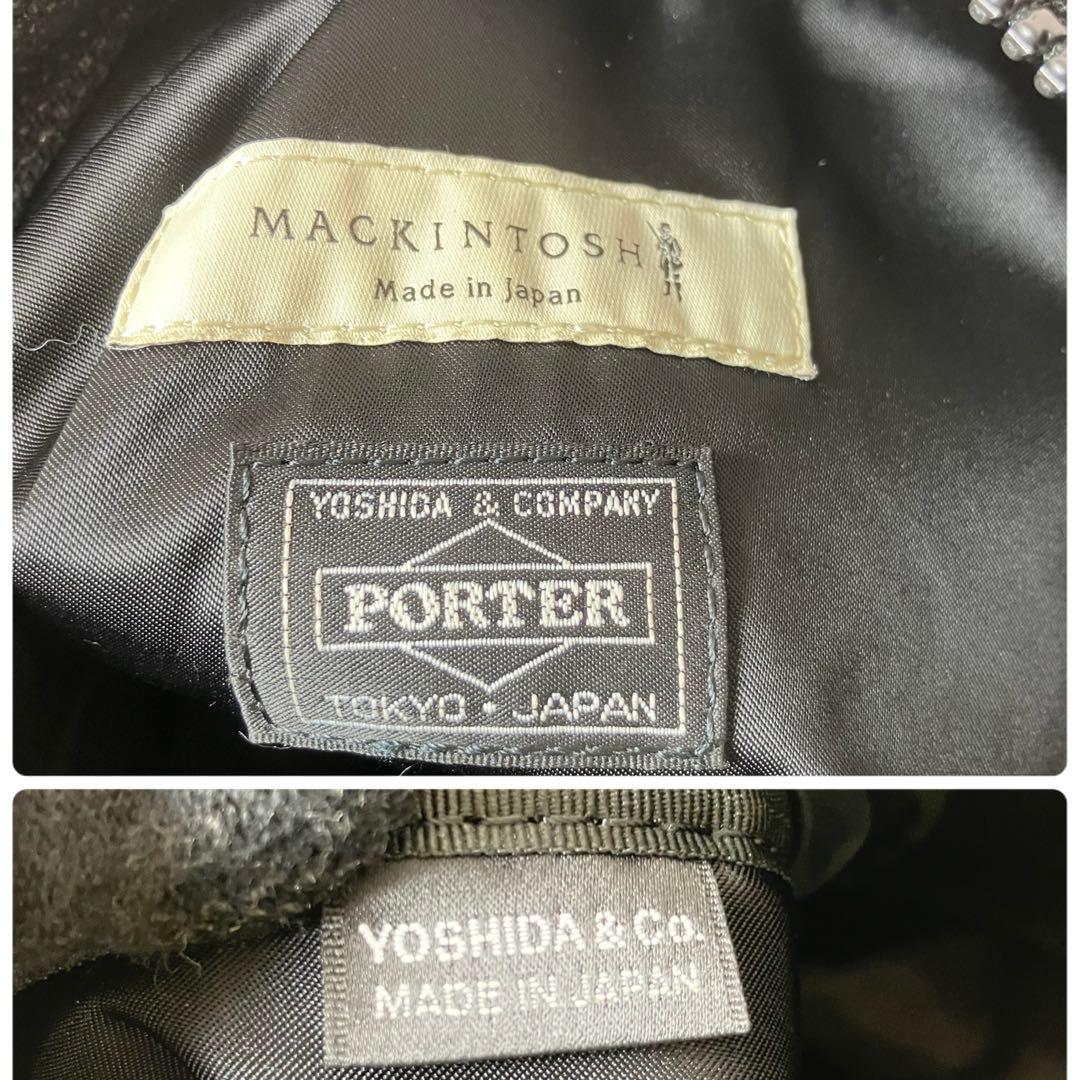 MACKINTOSH
Made in Japan
YOSHIDA & COMPANY
PORTER
TOKYO • JAPAN
YOSHIDA & Co.
MADE IN JAPAN